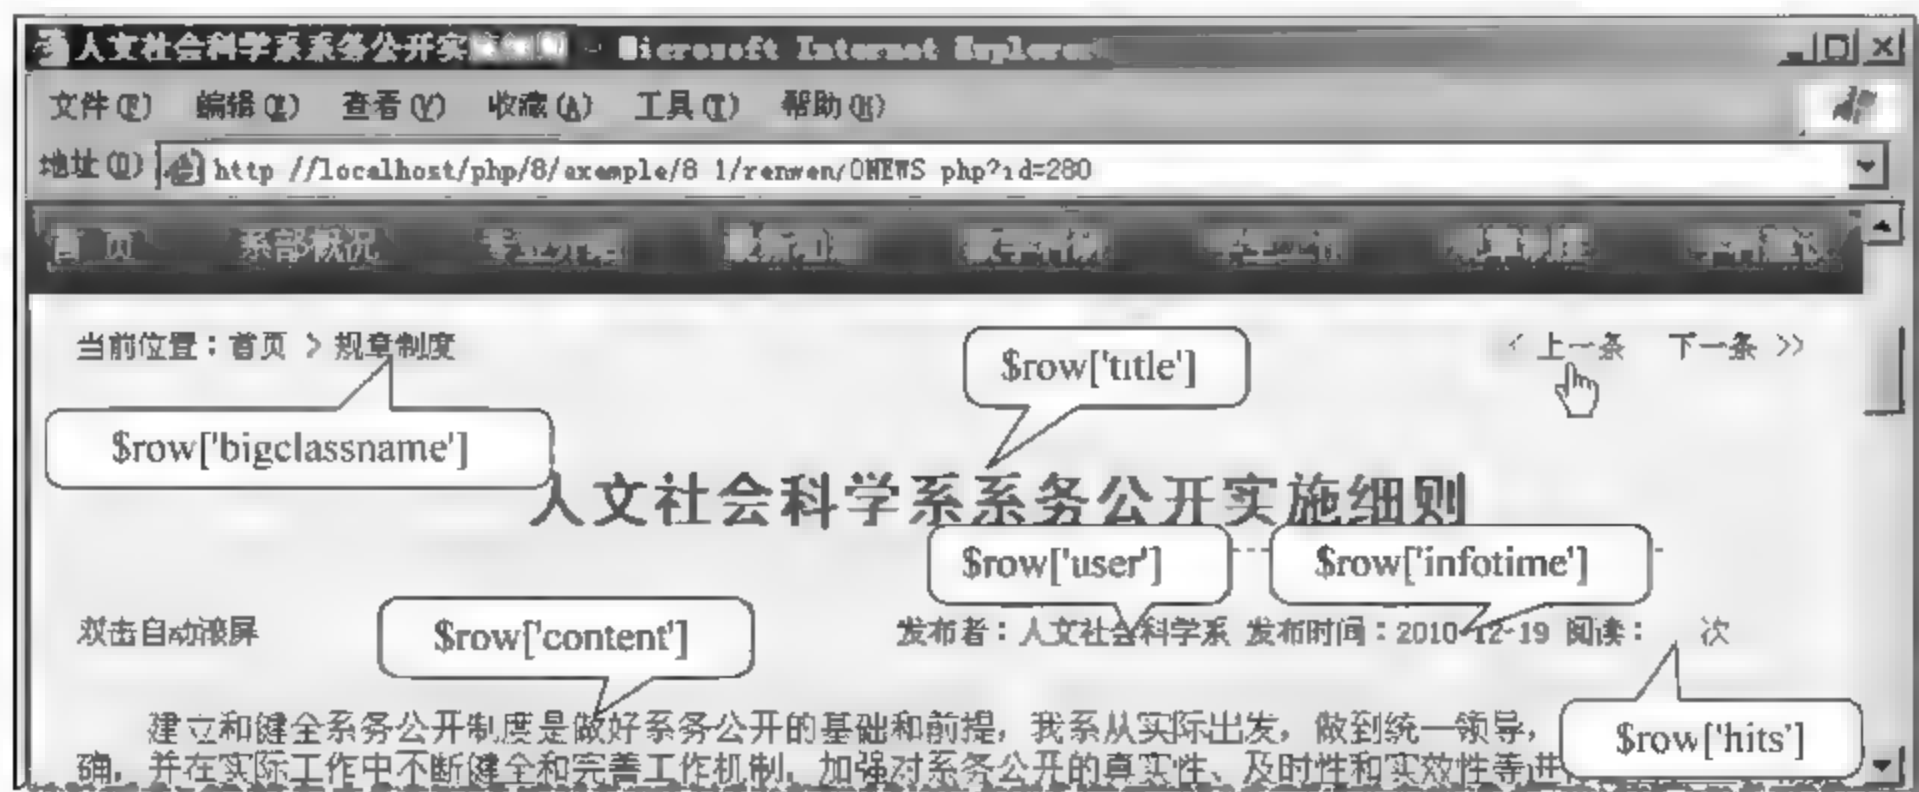 人文社会科学系系务公开实 - Microsoft Internet Explorer
文件(F) 编辑(E) 查看(V) 收藏(A) 工具(T) 帮助(H)
地址(D) http //localhost/php/8/example/8 1/renwen/ONEWS php?id=280
首 页 系部概况 专业介绍
当前位置：首页 > 规章制度
< 上一条 下一条 >>
$row['title']
$row['bigclassname']
人文社会科学系系务公开实施细则
$row['user']
$row['infotime']
双击自动滚屏
$row['content']
发布者：人文社会科学系 发布时间：2010-12-19 阅读： 次
建立和健全系务公开制度是做好系务公开的基础和前提，我系从实际出发，做到统一领导，
$row['hits']
确，并在实际工作中不断健全和完善工作机制，加强对系务公开的真实性、及时性和实效性等进